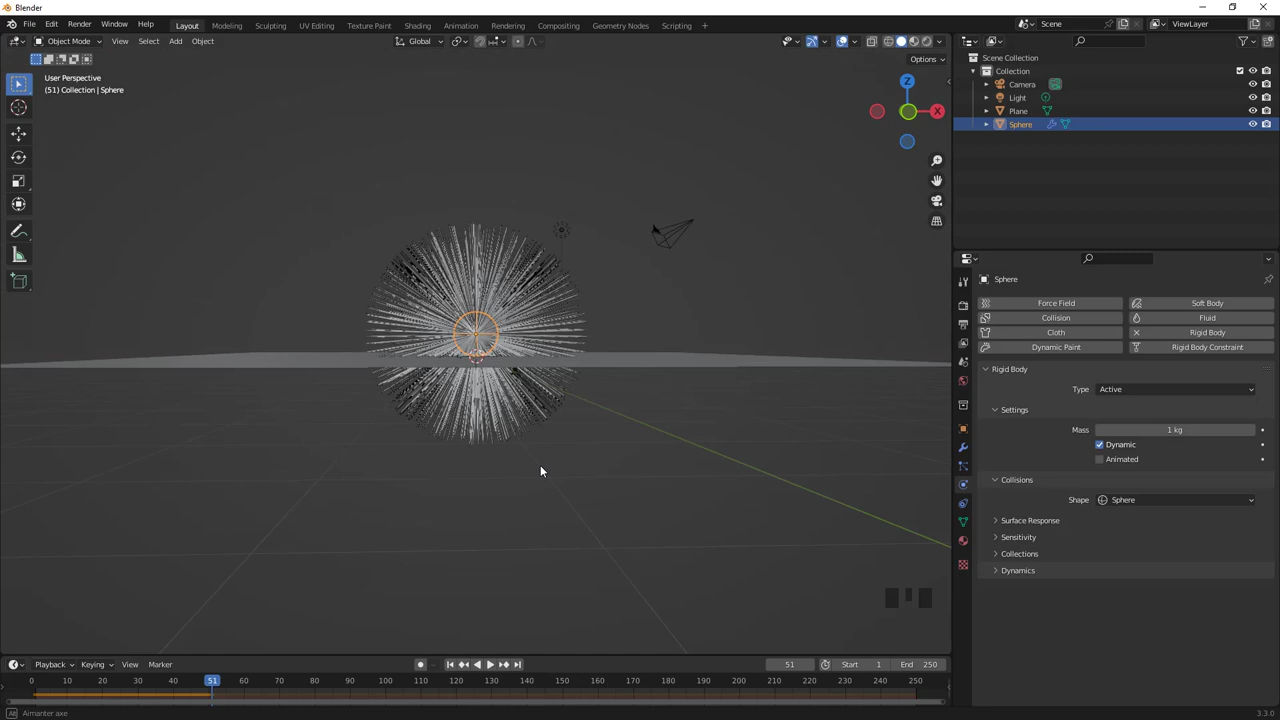 Blender
File Edit Render Window Help Layout Modeling Sculpting UV Editing Texture Paint Shading Animation Rendering Compositing Geometry Nodes Scripting + Scene ViewLayer
Object Mode View Select Add Object Global
Options
User Perspective
(51) Collection | Sphere
Z
X
Scene Collection
Collection
Camera
Light
Plane
Sphere
Sphere
Force Field Soft Body
Collision Fluid
Cloth Rigid Body
Dynamic Paint Rigid Body Constraint
Rigid Body
Type Active
Settings
Mass 1 kg
Dynamic
Animated
Collisions
Shape Sphere
Surface Response
Sensitivity
Collections
Dynamics
Playback Keying View Marker 51 Start 1 End 250
0 10 20 30 40 51 60 70 80 90 100 110 120 130 140 150 160 170 180 190 200 210 220 230 240 250
Aimanter axe 3.3.0